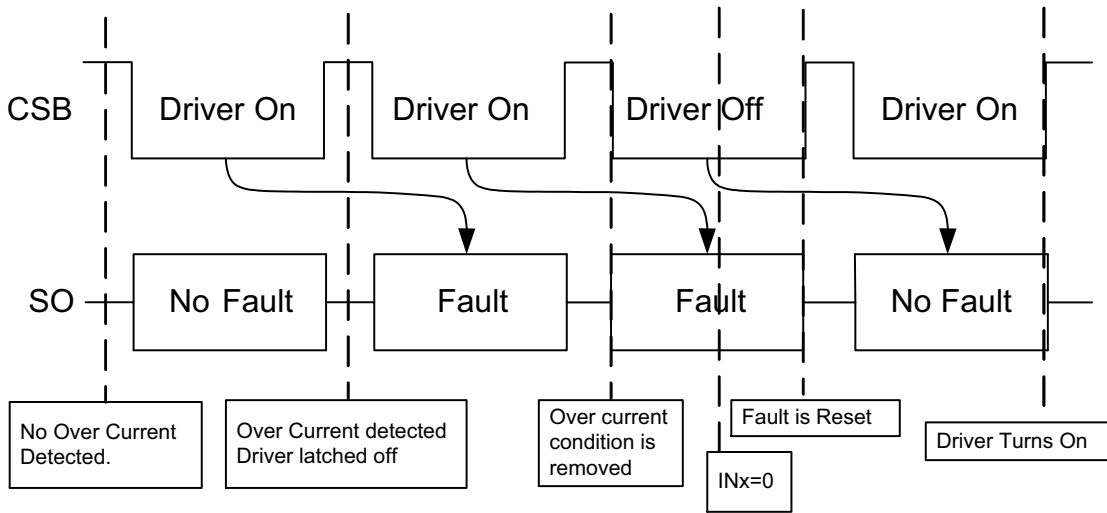 CSB
Driver On
Driver On
Driver Off
Driver On
SO
No Fault
Fault
Fault
No Fault
No Over Current
Detected.
Over Current detected
Driver latched off
Over current
condition is
removed
INx=0
Fault is Reset
Driver Turns On